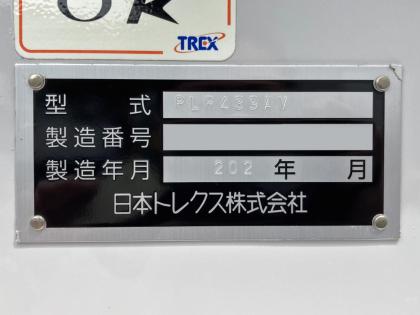 TREX
型式 PLP433AV
製造番号
製造年月 202 年 月
日本トレクス株式会社